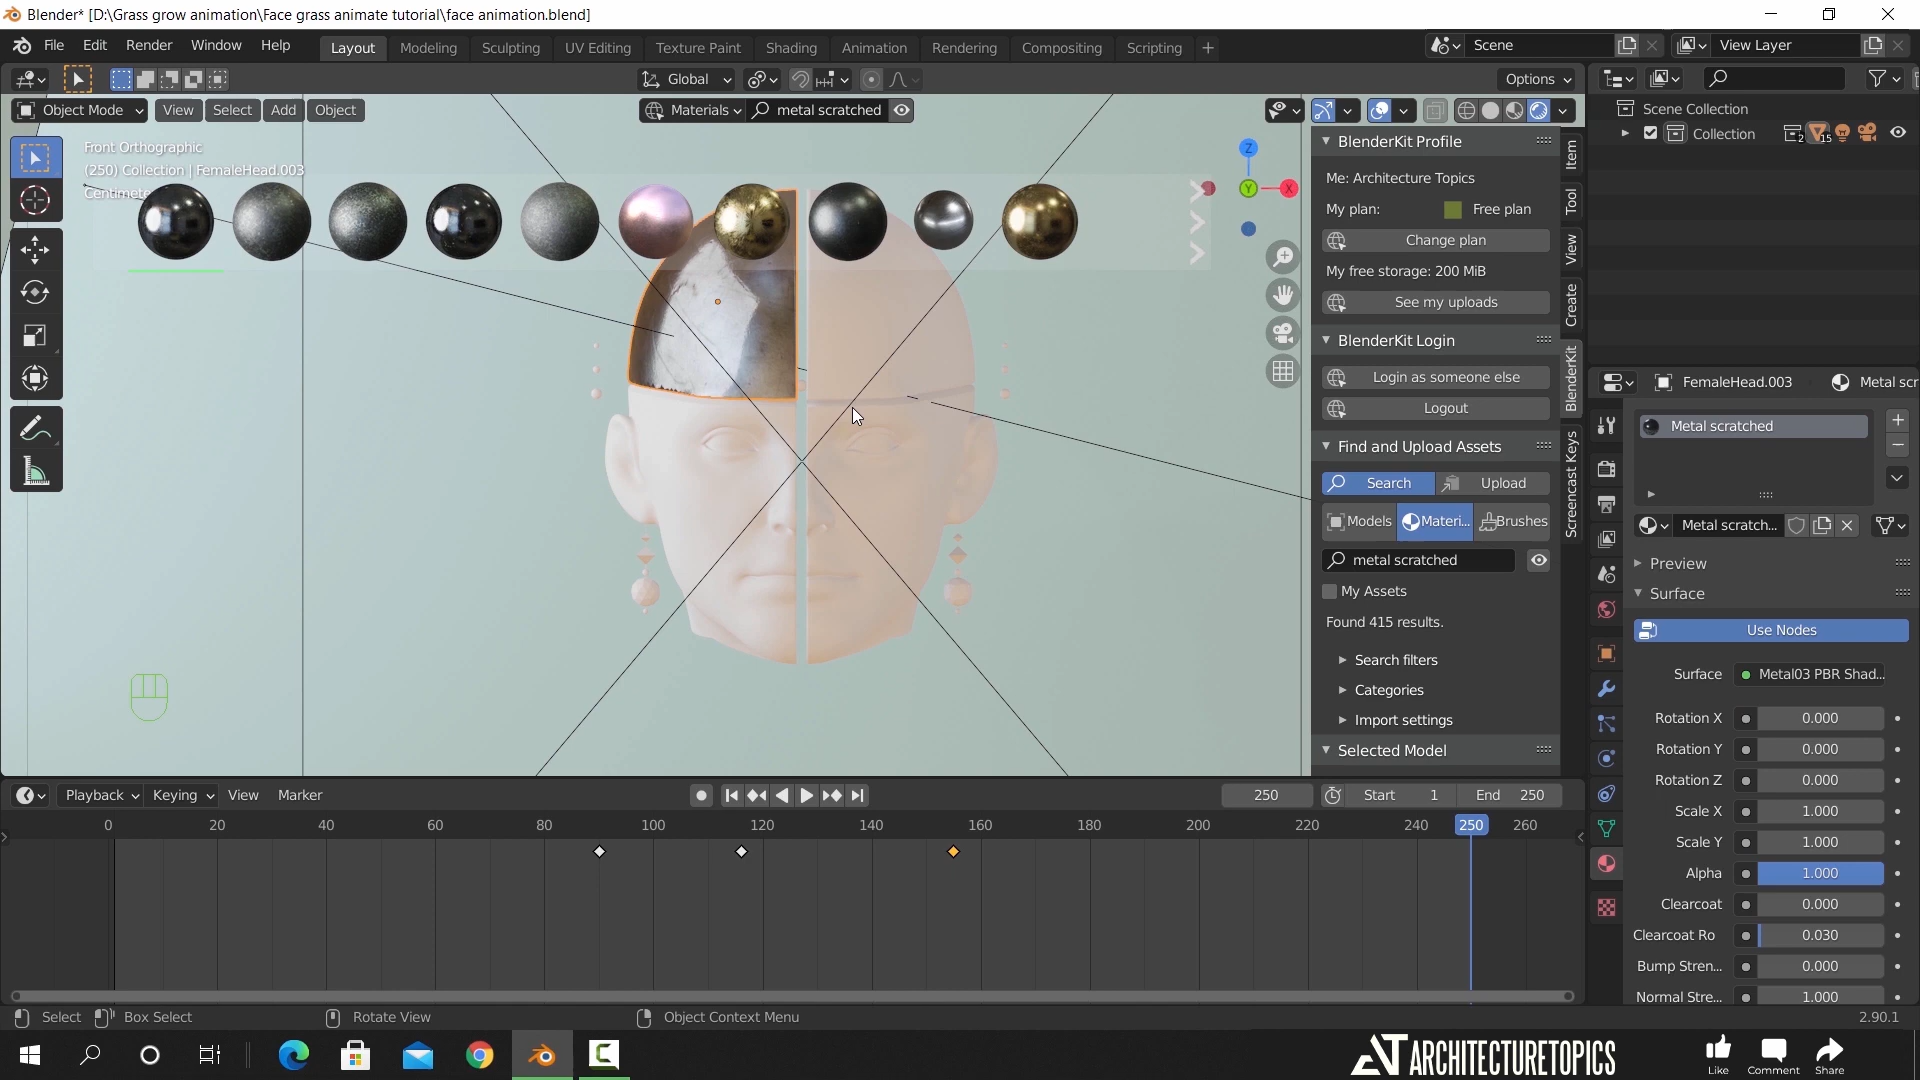 Blender* [D:\Grass grow animation\Face grass animate tutorial\face animation.blend]
File Edit Render Window Help
Layout Modeling Sculpting UV Editing Texture Paint Shading Animation Rendering Compositing Scripting
Scene
View Layer
Global
Options
Object Mode View Select Add Object
Materials metal scratched
Front Orthographic
(250) Collection | FemaleHead.003
Centimete
Z
Y
X
BlenderKit Profile
Me: Architecture Topics
My plan: Free plan
Change plan
My free storage: 200 MiB
See my uploads
BlenderKit Login
Login as someone else
Logout
Find and Upload Assets
Search Upload
Models Materi... Brushes
metal scratched
My Assets
Found 415 results.
Search filters
Categories
Import settings
Selected Model
Item
Tool
View
Create
BlenderKit
Screencast Keys
Scene Collection
Collection 2 15
FemaleHead.003 Metal scr
Metal scratched
Metal scratch...
Preview
Surface
Use Nodes
Surface Metal03 PBR Shad...
Rotation X 0.000
Rotation Y 0.000
Rotation Z 0.000
Scale X 1.000
Scale Y 1.000
Alpha 1.000
Clearcoat 0.000
Clearcoat Ro 0.030
Bump Stren... 0.000
Normal Stre... 1.000
Playback Keying View Marker
250 Start 1 End 250
0 20 40 60 80 100 120 140 160 180 200 220 240 250 260
Select Box Select Rotate View Object Context Menu
2.90.1
ARCHITECTURETOPICS
Like Comment Share